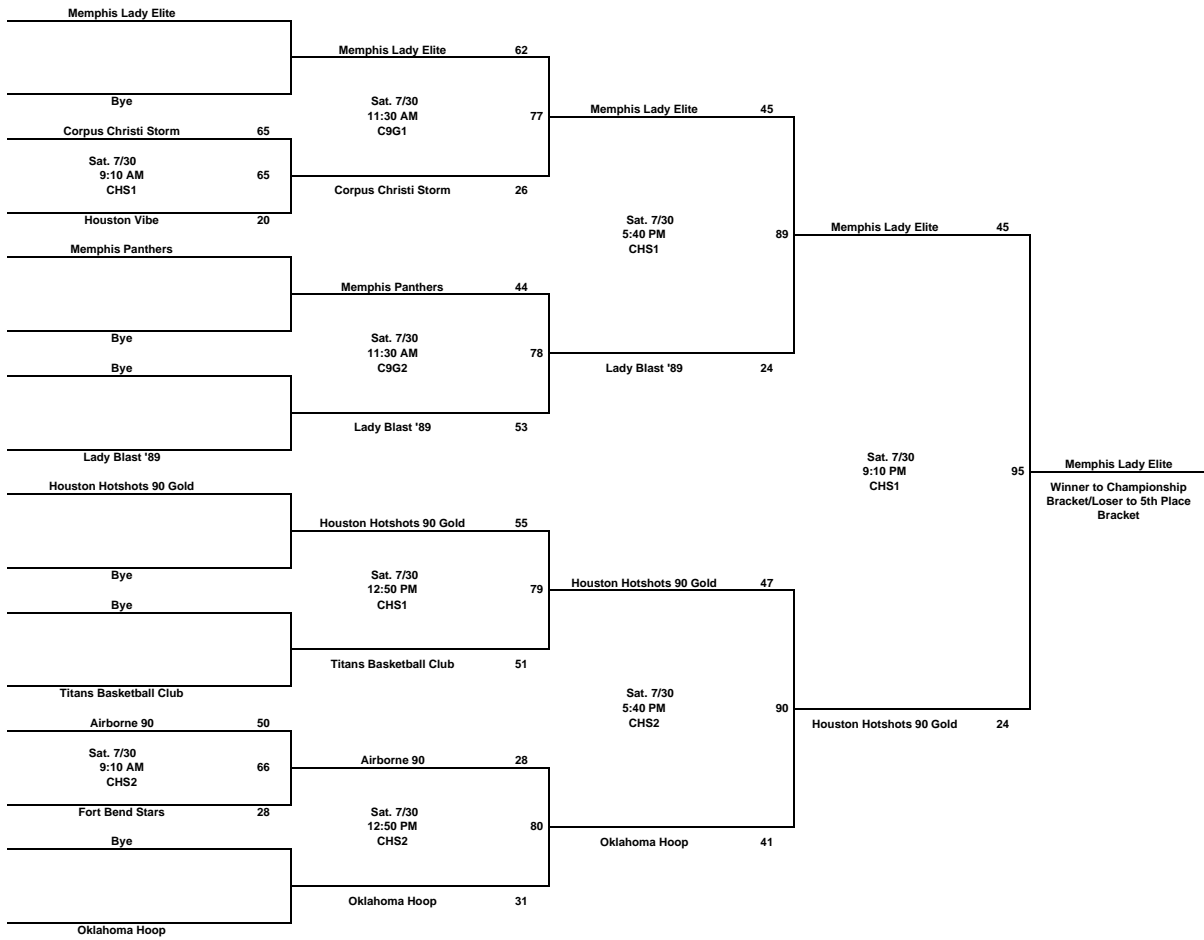 Memphis Lady Elite
Bye
Corpus Christi Storm 65
Sat. 7/30
9:10 AM 65
CHS1
Houston Vibe 20
Memphis Panthers
Bye
Bye
Lady Blast '89
Houston Hotshots 90 Gold
Bye
Bye
Titans Basketball Club
Airborne 90 50
Sat. 7/30
9:10 AM 66
CHS2
Fort Bend Stars 28
Bye
Oklahoma Hoop
Memphis Lady Elite 62
Sat. 7/30
11:30 AM 77
C9G1
Corpus Christi Storm 26
Memphis Panthers 44
Sat. 7/30
11:30 AM 78
C9G2
Lady Blast '89 53
Houston Hotshots 90 Gold 55
Sat. 7/30
12:50 PM 79
CHS1
Titans Basketball Club 51
Airborne 90 28
Sat. 7/30
12:50 PM 80
CHS2
Oklahoma Hoop 31
Memphis Lady Elite 45
Sat. 7/30
5:40 PM 89
CHS1
Lady Blast '89 24
Houston Hotshots 90 Gold 47
Sat. 7/30
5:40 PM 90
CHS2
Oklahoma Hoop 41
Memphis Lady Elite 45
Sat. 7/30
9:10 PM 95
CHS1
Houston Hotshots 90 Gold 24
Memphis Lady Elite
Winner to Championship
Bracket/Loser to 5th Place
Bracket